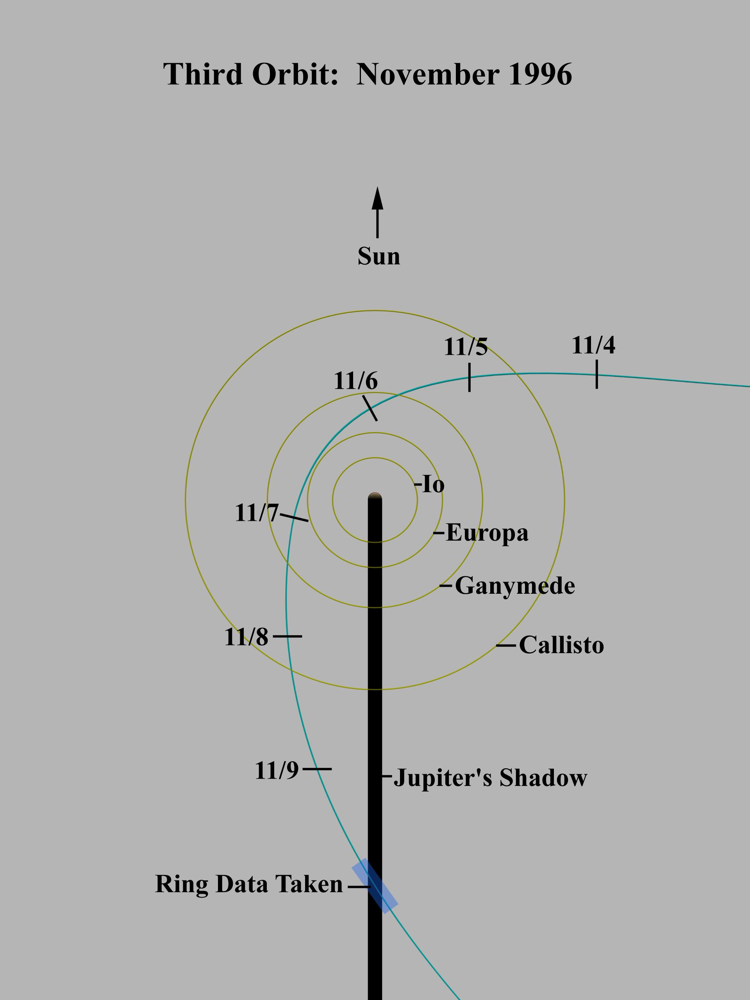 Third Orbit: November 1996
Sun
11/4
11/5
11/6
Io
11/7
Europa
Ganymede
11/8
Callisto
11/9
Jupiter's Shadow
Ring Data Taken